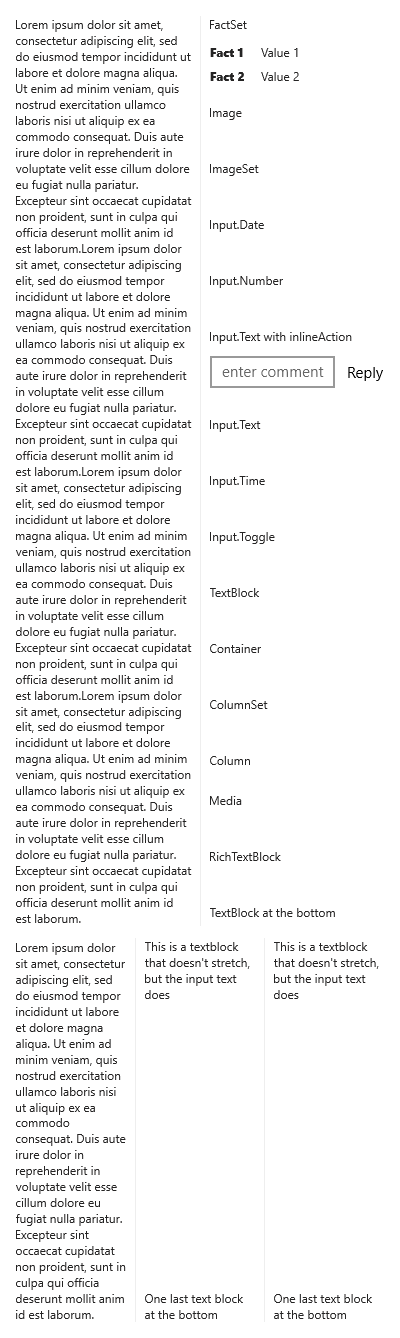 Lorem ipsum dolor sit amet,
consectetur adipiscing elit, sed
do eiusmod tempor incididunt ut
labore et dolore magna aliqua.
Ut enim ad minim veniam, quis
nostrud exercitation ullamco
laboris nisi ut aliquip ex ea
commodo consequat. Duis aute
irure dolor in reprehenderit in
voluptate velit esse cillum dolore
eu fugiat nulla pariatur.
Excepteur sint occaecat cupidatat
non proident, sunt in culpa qui
officia deserunt mollit anim id
est laborum.Lorem ipsum dolor
sit amet, consectetur adipiscing
elit, sed do eiusmod tempor
incididunt ut labore et dolore
magna aliqua. Ut enim ad minim
veniam, quis nostrud exercitation
ullamco laboris nisi ut aliquip ex
ea commodo consequat. Duis
aute irure dolor in reprehenderit
in voluptate velit esse cillum
dolore eu fugiat nulla pariatur.
Excepteur sint occaecat cupidatat
non proident, sunt in culpa qui
officia deserunt mollit anim id
est laborum.Lorem ipsum dolor
sit amet, consectetur adipiscing
elit, sed do eiusmod tempor
incididunt ut labore et dolore
magna aliqua. Ut enim ad minim
veniam, quis nostrud exercitation
ullamco laboris nisi ut aliquip ex
ea commodo consequat. Duis
aute irure dolor in reprehenderit
in voluptate velit esse cillum
dolore eu fugiat nulla pariatur.
Excepteur sint occaecat cupidatat
non proident, sunt in culpa qui
officia deserunt mollit anim id
est laborum.Lorem ipsum dolor
sit amet, consectetur adipiscing
elit, sed do eiusmod tempor
incididunt ut labore et dolore
magna aliqua. Ut enim ad minim
veniam, quis nostrud exercitation
ullamco laboris nisi ut aliquip ex
ea commodo consequat. Duis
aute irure dolor in reprehenderit
in voluptate velit esse cillum
dolore eu fugiat nulla pariatur.
Excepteur sint occaecat cupidatat
non proident, sunt in culpa qui
officia deserunt mollit anim id
est laborum.
FactSet
Fact 1 Value 1
Fact 2 Value 2
Image
ImageSet
Input.Date
Input.Number
Input.Text with inlineAction
enter comment Reply
Input.Text
Input.Time
Input.Toggle
TextBlock
Container
ColumnSet
Column
Media
RichTextBlock
TextBlock at the bottom
Lorem ipsum dolor
sit amet, consectetur
adipiscing elit, sed
do eiusmod tempor
incididunt ut labore
et dolore magna
aliqua. Ut enim ad
minim veniam, quis
nostrud exercitation
ullamco laboris nisi
ut aliquip ex ea
commodo
consequat. Duis aute
irure dolor in
reprehenderit in
voluptate velit esse
cillum dolore eu
fugiat nulla pariatur.
Excepteur sint
occaecat cupidatat
non proident, sunt in
culpa qui officia
deserunt mollit anim
id est laborum.
This is a textblock
that doesn't stretch,
but the input text
does
One last text block
at the bottom
This is a textblock
that doesn't stretch,
but the input text
does
One last text block
at the bottom